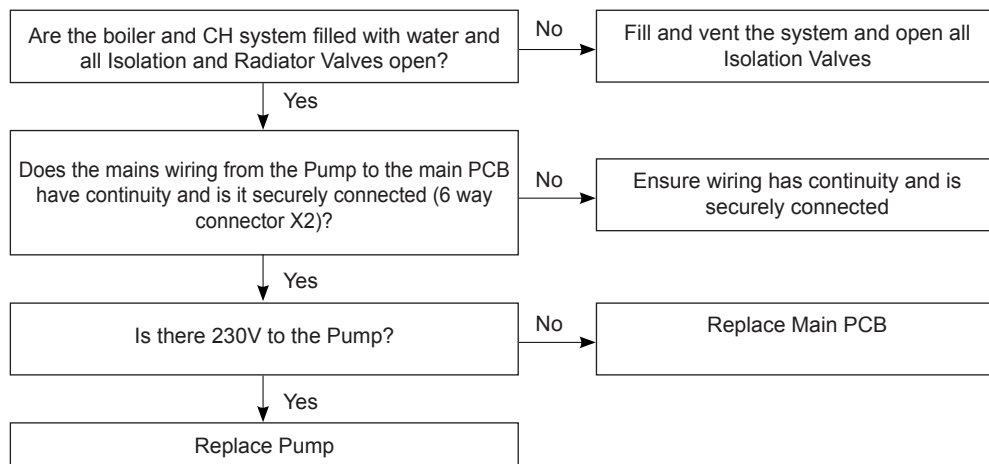 Are the boiler and CH system filled with water and
all Isolation and Radiator Valves open?
No
Fill and vent the system and open all
Isolation Valves
Yes
Does the mains wiring from the Pump to the main PCB
have continuity and is it securely connected (6 way
connector X2)?
No
Ensure wiring has continuity and is
securely connected
Yes
Is there 230V to the Pump?
No
Replace Main PCB
Yes
Replace Pump